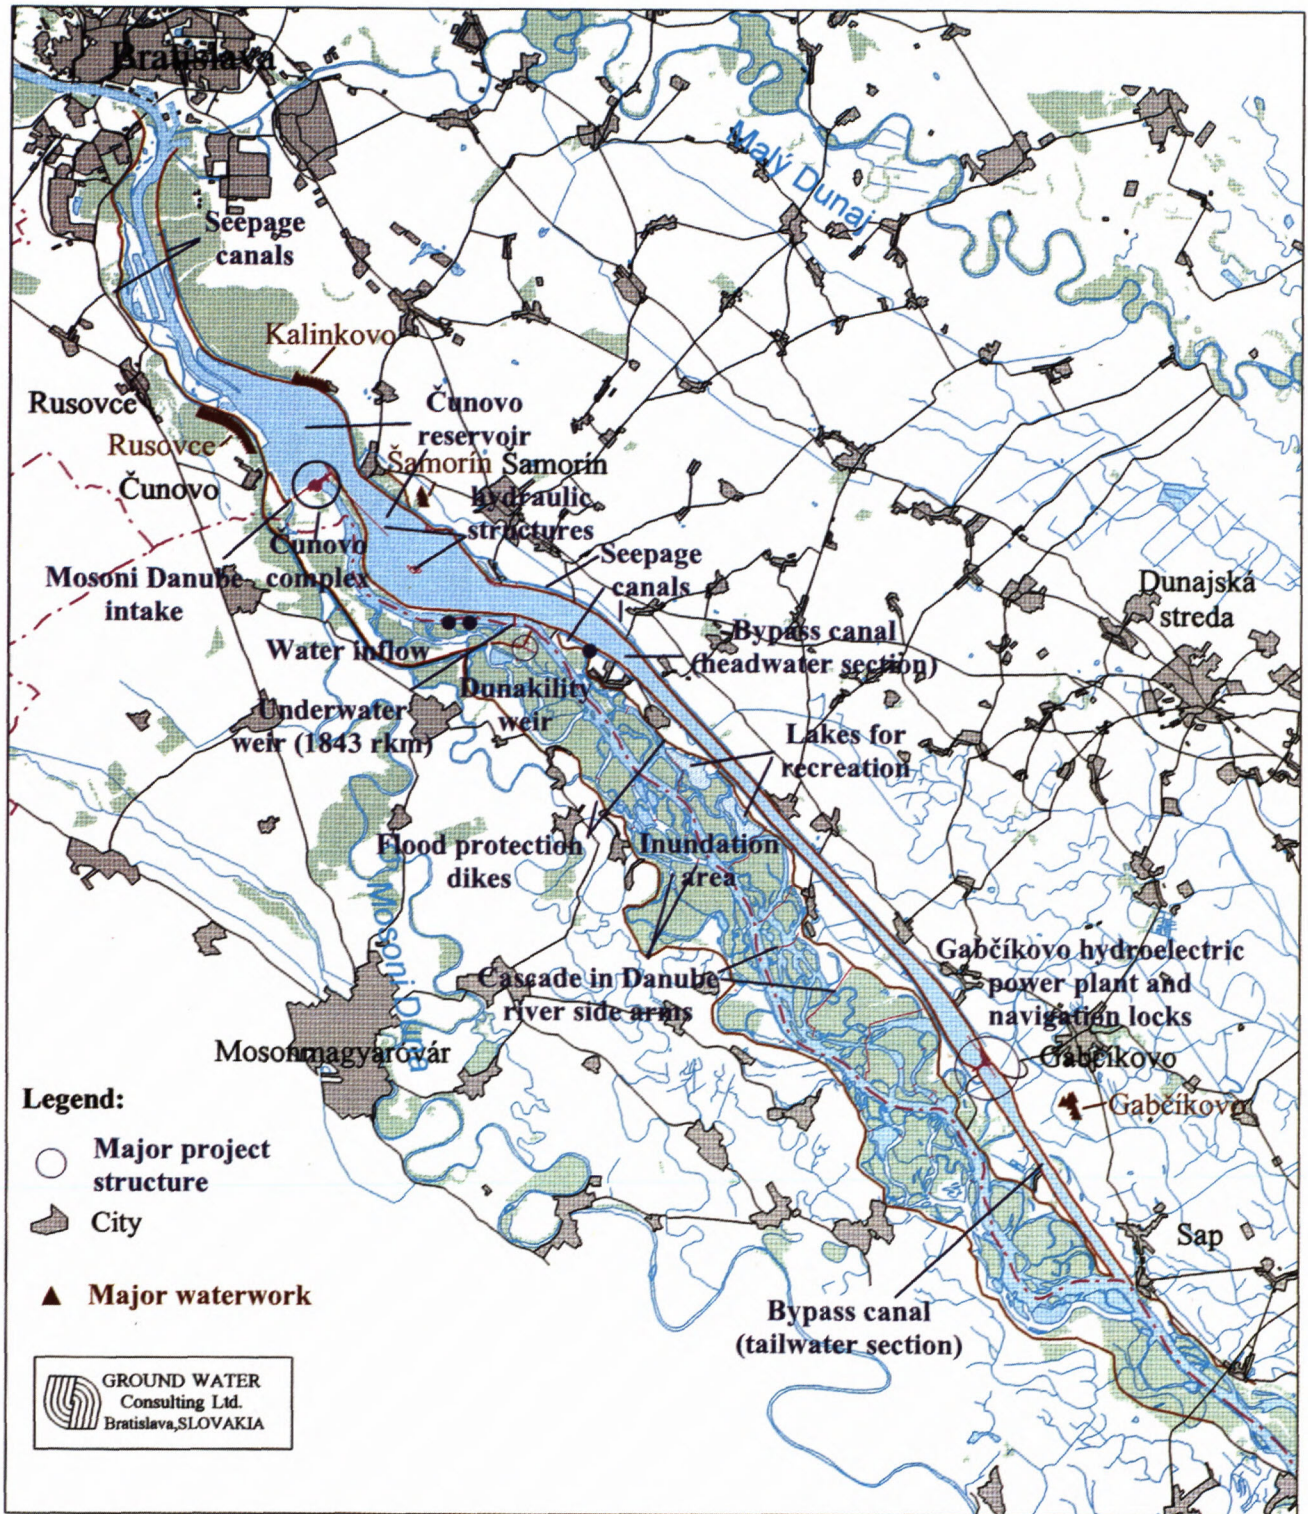 Bratislava
Malý Dunaj
Seepage
canals
Kalinkovo
Rusovce
Čunovo
reservoir
Rusovce
Šamorín Šamorín
Čunovo
hydraulic
structures
Čunovo
complex
Seepage
canals
Mosoni Danube
intake
Dunajská
streda
Bypass canal
(headwater section)
Water inflow
Dunakility
weir
Underwater
weir (1843 rkm)
Lakes for
recreation
Flood protection
dikes
Inundation
area
Mosoni Duna
Gabčíkovo hydroelectric
power plant and
navigation locks
Cascade in Danube
river side arms
Mosonmagyaróvár
Gabčíkovo
Gabčíkovo
Legend:
Major project
structure
City
Sap
Major waterwork
Bypass canal
(tailwater section)
GROUND WATER
Consulting Ltd.
Bratislava,SLOVAKIA